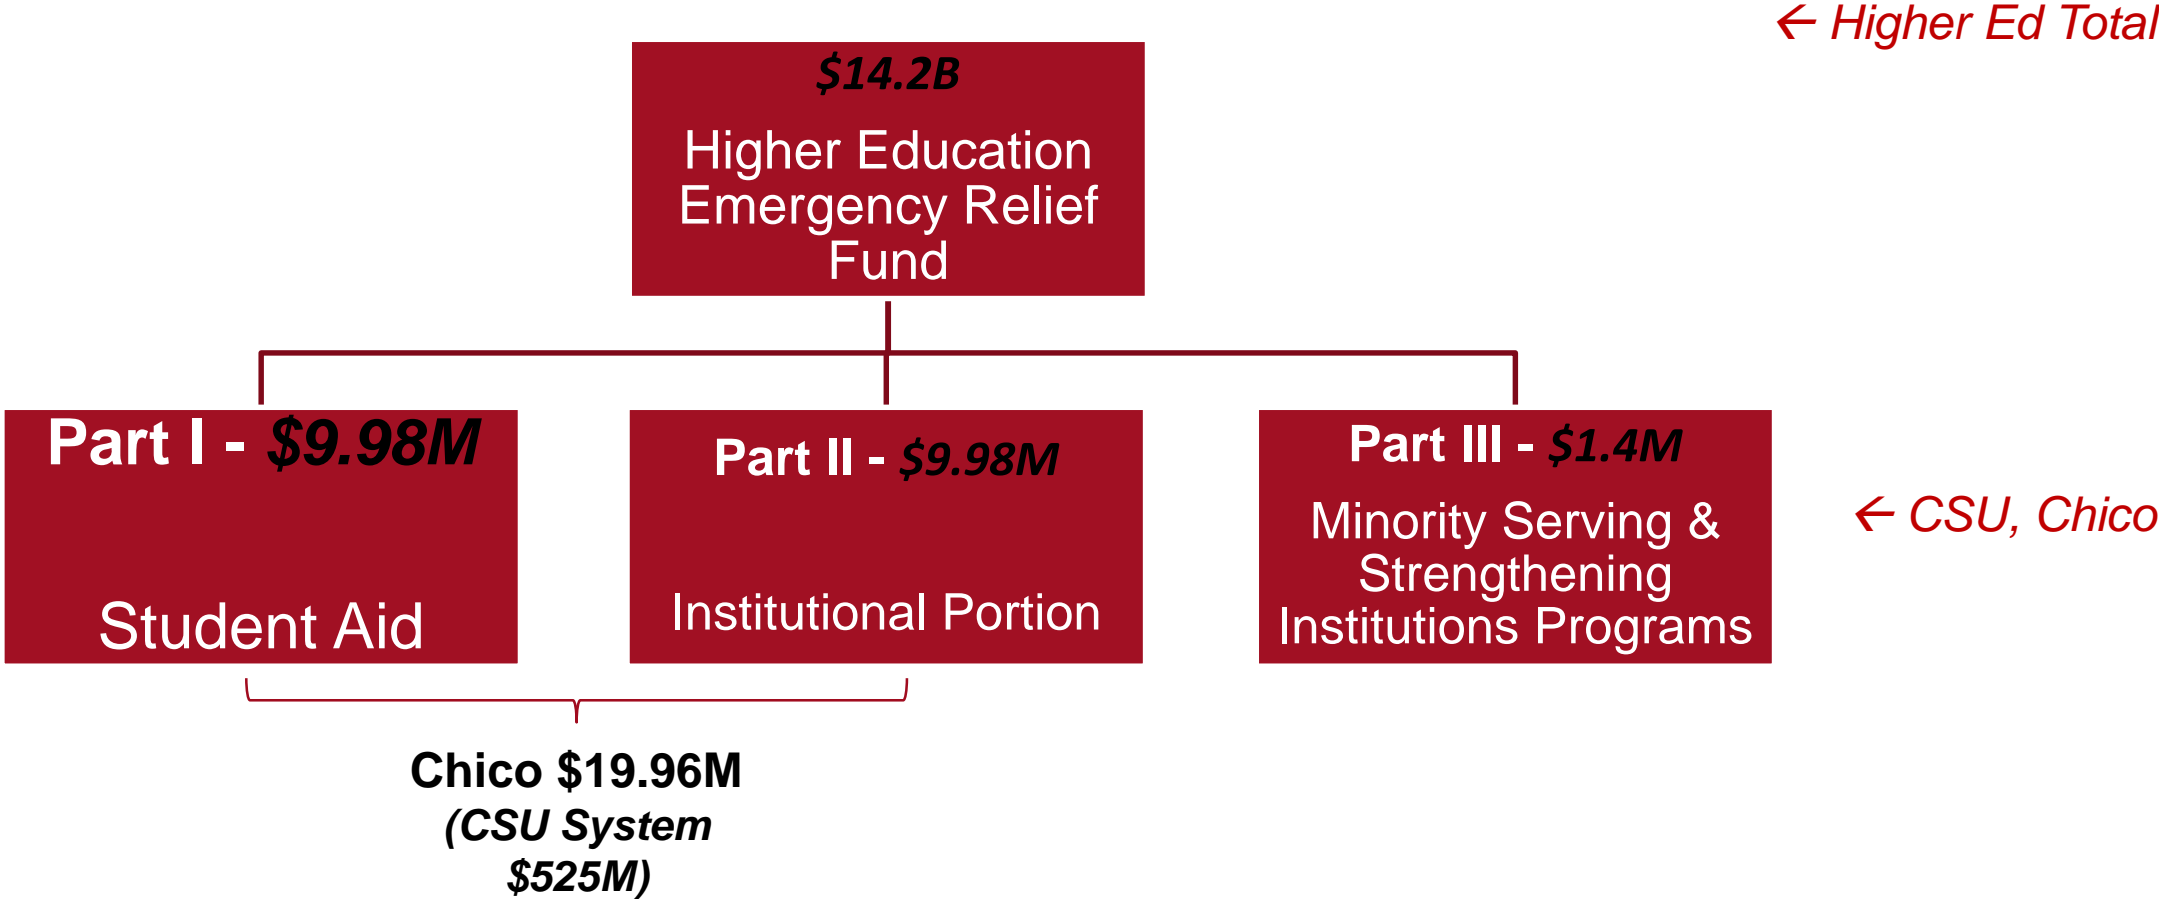 ← Higher Ed Total
$14.2B
Higher Education
Emergency Relief
Fund
Part I - $9.98M
Student Aid
Part II - $9.98M
Institutional Portion
Part III - $1.4M
Minority Serving &
Strengthening
Institutions Programs
← CSU, Chico
Chico $19.96M
(CSU System
$525M)